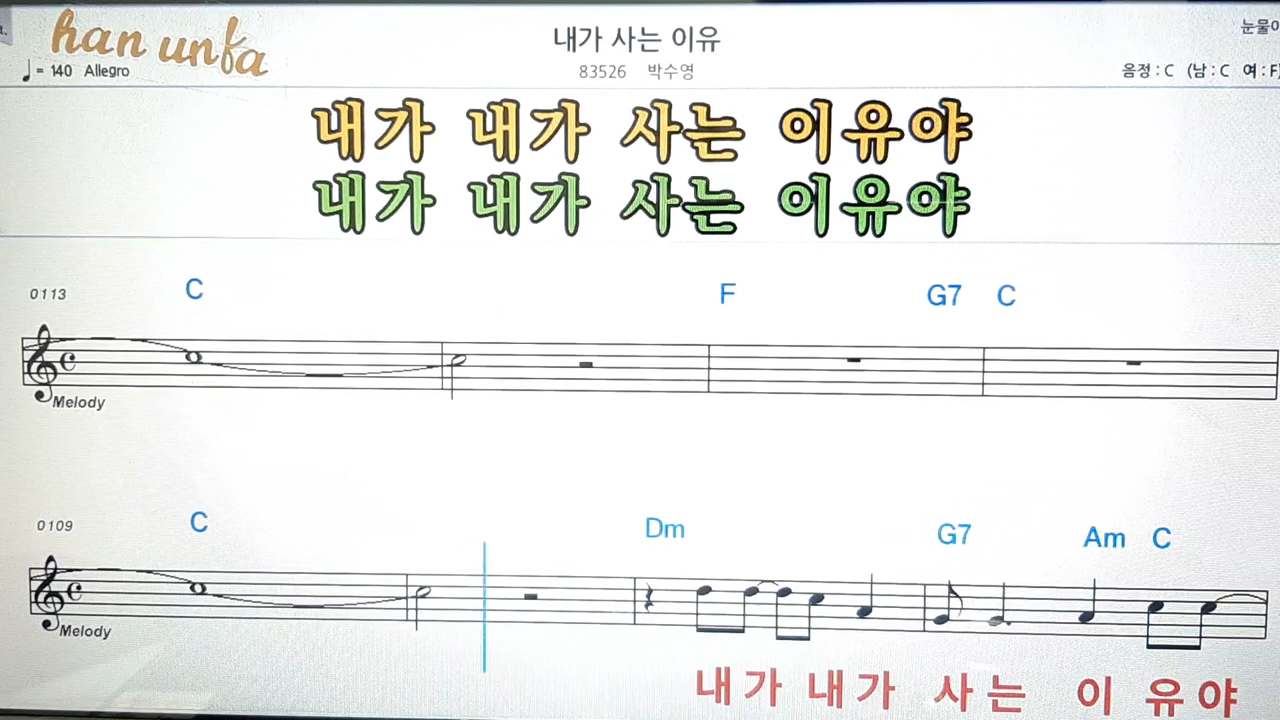 han unfa
내가 사는 이유
눈물
♩= 140 Allegro
83526 박수영
음정 : C (남 : C 여 : F)
내가 내가 사는 이유야
내가 내가 사는 이유야
0113 C F G7 C
Melody
0109 C Dm G7 Am C
Melody
내가 내가 사는 이유야